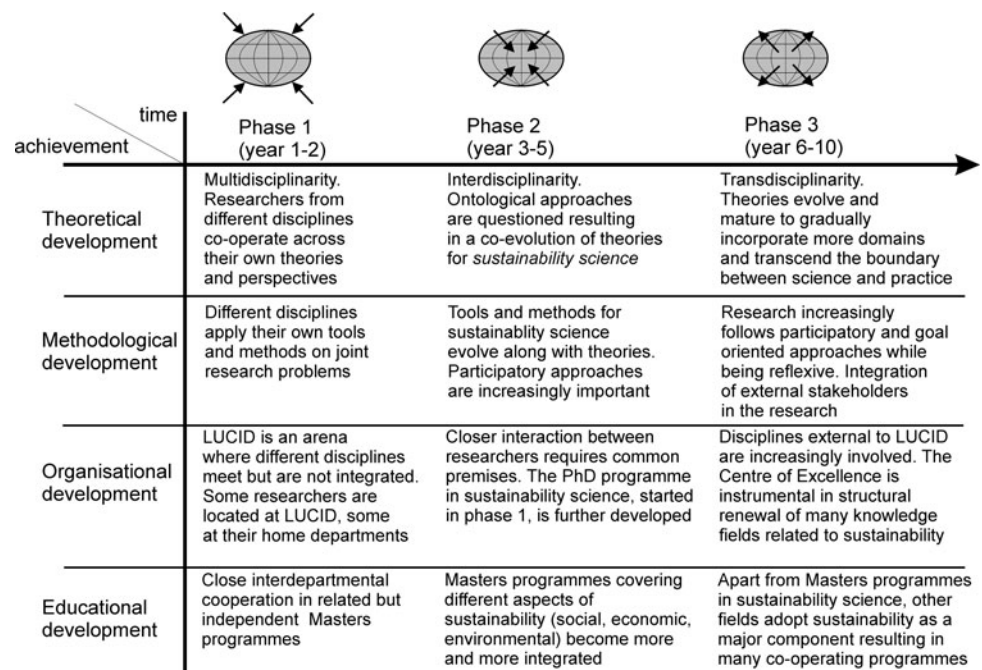 time
achievement
Phase 1
(year 1-2)
Phase 2
(year 3-5)
Phase 3
(year 6-10)
Theoretical
development
Multidisciplinarity.
Researchers from
different disciplines
co-operate across
their own theories
and perspectives
Interdisciplinarity.
Ontological approaches
are questioned resulting
in a co-evolution of theories
for sustainability science
Transdisciplinarity.
Theories evolve and
mature to gradually
incorporate more domains
and transcend the boundary
between science and practice
Methodological
development
Different disciplines
apply their own tools
and methods on joint
research problems
Tools and methods for
sustainablity science
evolve along with theories.
Participatory approaches
are increasingly important
Research increasingly
follows participatory and goal
oriented approaches while
being reflexive. Integration
of external stakeholders
in the research
Organisational
development
LUCID is an arena
where different disciplines
meet but are not integrated.
Some researchers are
located at LUCID, some
at their home departments
Closer interaction between
researchers requires common
premises. The PhD programme
in sustainability science, started
in phase 1, is further developed
Disciplines external to LUCID
are increasingly involved. The
Centre of Excellence is
instrumental in structural
renewal of many knowledge
fields related to sustainability
Educational
development
Close interdepartmental
cooperation in related but
independent Masters
programmes
Masters programmes covering
different aspects of
sustainability (social, economic,
environmental) become more
and more integrated
Apart from Masters programmes
in sustainability science, other
fields adopt sustainability as a
major component resulting in
many co-operating programmes